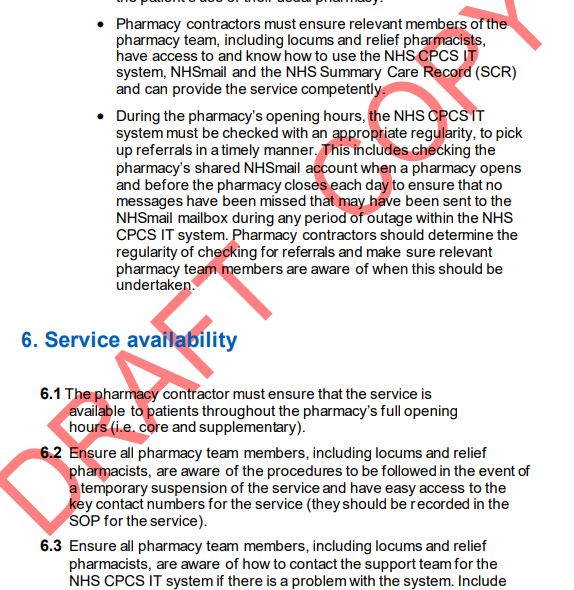 the patient's use of their usual pharmacy.
• Pharmacy contractors must ensure relevant members of the
pharmacy team, including locums and relief pharmacists,
have access to and know how to use the NHS CPCS IT
system, NHSmail and the NHS Summary Care Record (SCR)
and can provide the service competently.
• During the pharmacy's opening hours, the NHS CPCS IT
system must be checked with an appropriate regularity, to pick
up referrals in a timely manner. This includes checking the
pharmacy's shared NHSmail account when a pharmacy opens
and before the pharmacy closes each day to ensure that no
messages have been missed that may have been sent to the
NHSmail mailbox during any period of outage within the NHS
CPCS IT system. Pharmacy contractors should determine the
regularity of checking for referrals and make sure relevant
pharmacy team members are aware of when this should be
undertaken.
6. Service availability
6.1 The pharmacy contractor must ensure that the service is
available to patients throughout the pharmacy's full opening
hours (i.e. core and supplementary).
6.2 Ensure all pharmacy team members, including locums and relief
pharmacists, are aware of the procedures to be followed in the event of
a temporary suspension of the service and have easy access to the
key contact numbers for the service (they should be recorded in the
SOP for the service).
6.3 Ensure all pharmacy team members, including locums and relief
pharmacists, are aware of how to contact the support team for the
NHS CPCS IT system if there is a problem with the system. Include
DRAFT COPY